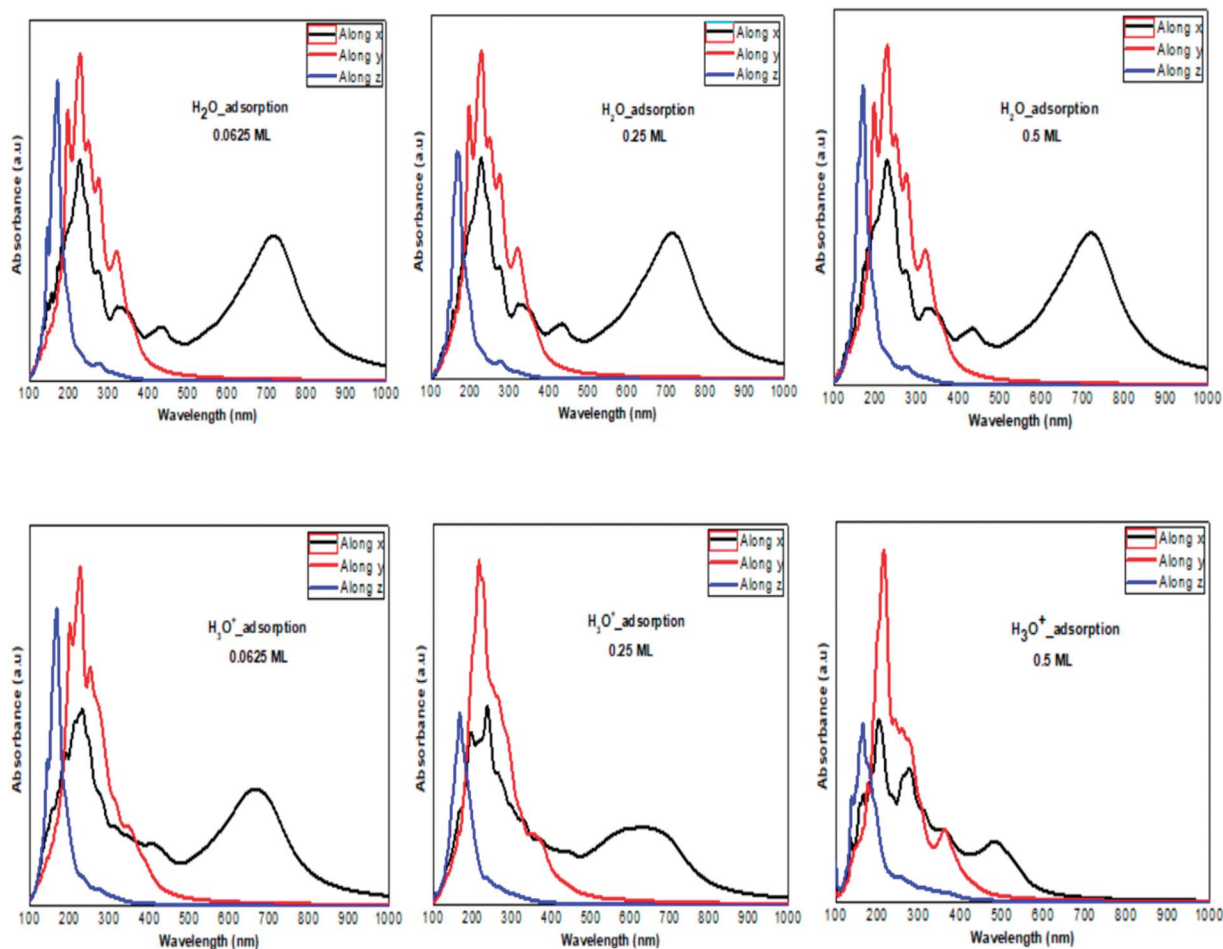 Absorbance (a.u)
Along x
Along y
Along z
H₂O_adsorption
0.0625 ML
100 200 300 400 500 600 700 800 900 1000
Wavelength (nm)
Absorbance (a.u)
Along x
Along y
Along z
H₂O_adsorption
0.25 ML
100 200 300 400 500 600 700 800 900 1000
Wavelength (nm)
Absorbance (a.u)
Along x
Along y
Along z
H₂O_adsorption
0.5 ML
100 200 300 400 500 600 700 800 900 1000
Wavelength (nm)
Absorbance (a.u)
Along x
Along y
Along z
H₃O⁺_adsorption
0.0625 ML
100 200 300 400 500 600 700 800 900 1000
Wavelength (nm)
Absorbance (a.u)
Along x
Along y
Along z
H₃O⁺_adsorption
0.25 ML
100 200 300 400 500 600 700 800 900 1000
Wavelength (nm)
Absorbance (a.u)
Along x
Along y
Along z
H₃O⁺_adsorption
0.5 ML
100 200 300 400 500 600 700 800 900 1000
Wavelength (nm)